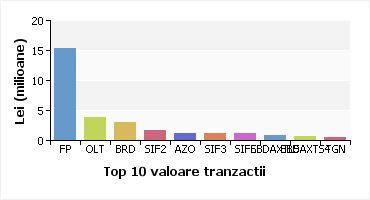 Lei (milioane)
20
15
10
5
0
FP OLT BRD SIF2 AZO SIF3 TGN
Top 10 valoare tranzactii